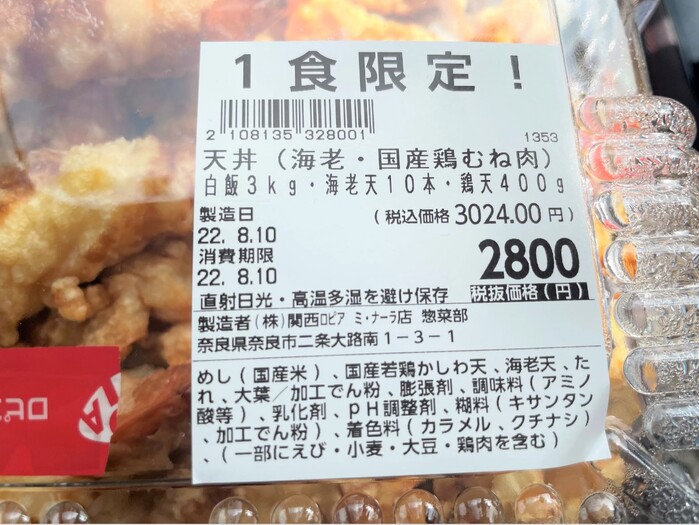 1食限定!
2 108135 328001
1353
天丼(海老・国産鶏むね肉)
白飯3kg・海老天10本・鶏天400g
製造日
(税込価格3024.00円)
22. 8.10
消費期限
2800
22. 8.10
直射日光・高温多湿を避け保存
税抜価格(円)
製造者(株)関西ロピア ミ・ナーラ店 惣菜部
奈良県奈良市二条大路南1-3-1
めし(国産米)、国産若鶏かしわ天、海老天、た
れ、大葉/加工でん粉、膨張剤、調味料(アミノ
酸等)、乳化剤、pH調整剤、糊料(キサンタン
、加工でん粉)、着色料(カラメル、クチナシ)
、(一部にえび・小麦・大豆・鶏肉を含む)